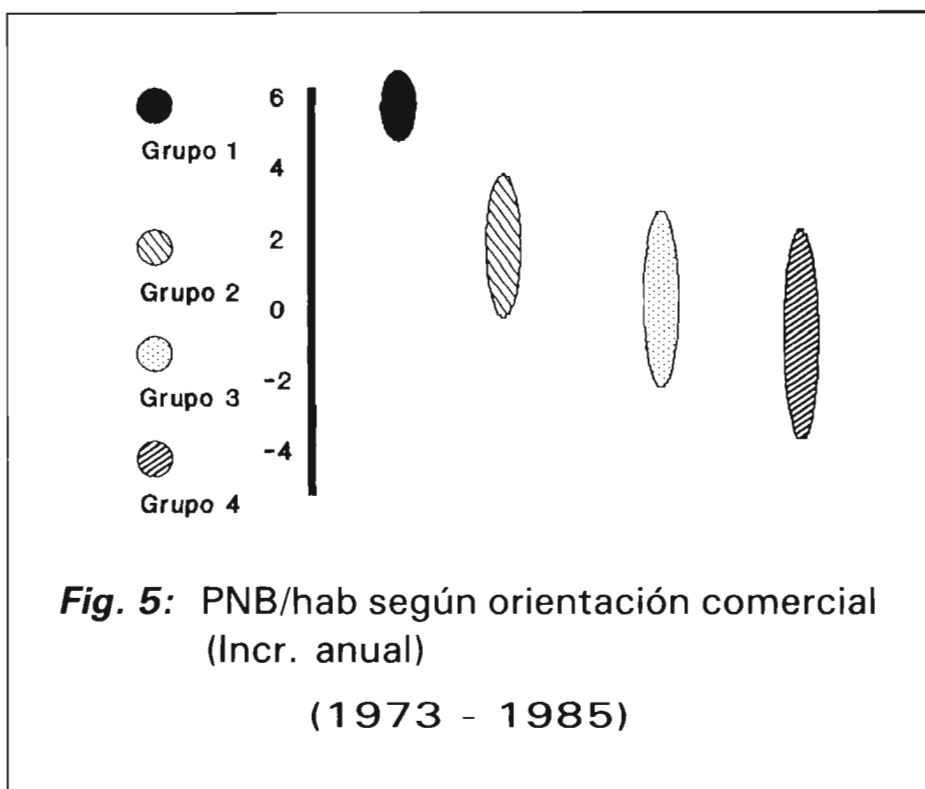 Grupo 1
Grupo 2
Grupo 3
Grupo 4
6
4
2
0
-2
-4
Fig. 5: PNB/hab según orientación comercial
(Incr. anual)
(1973 - 1985)